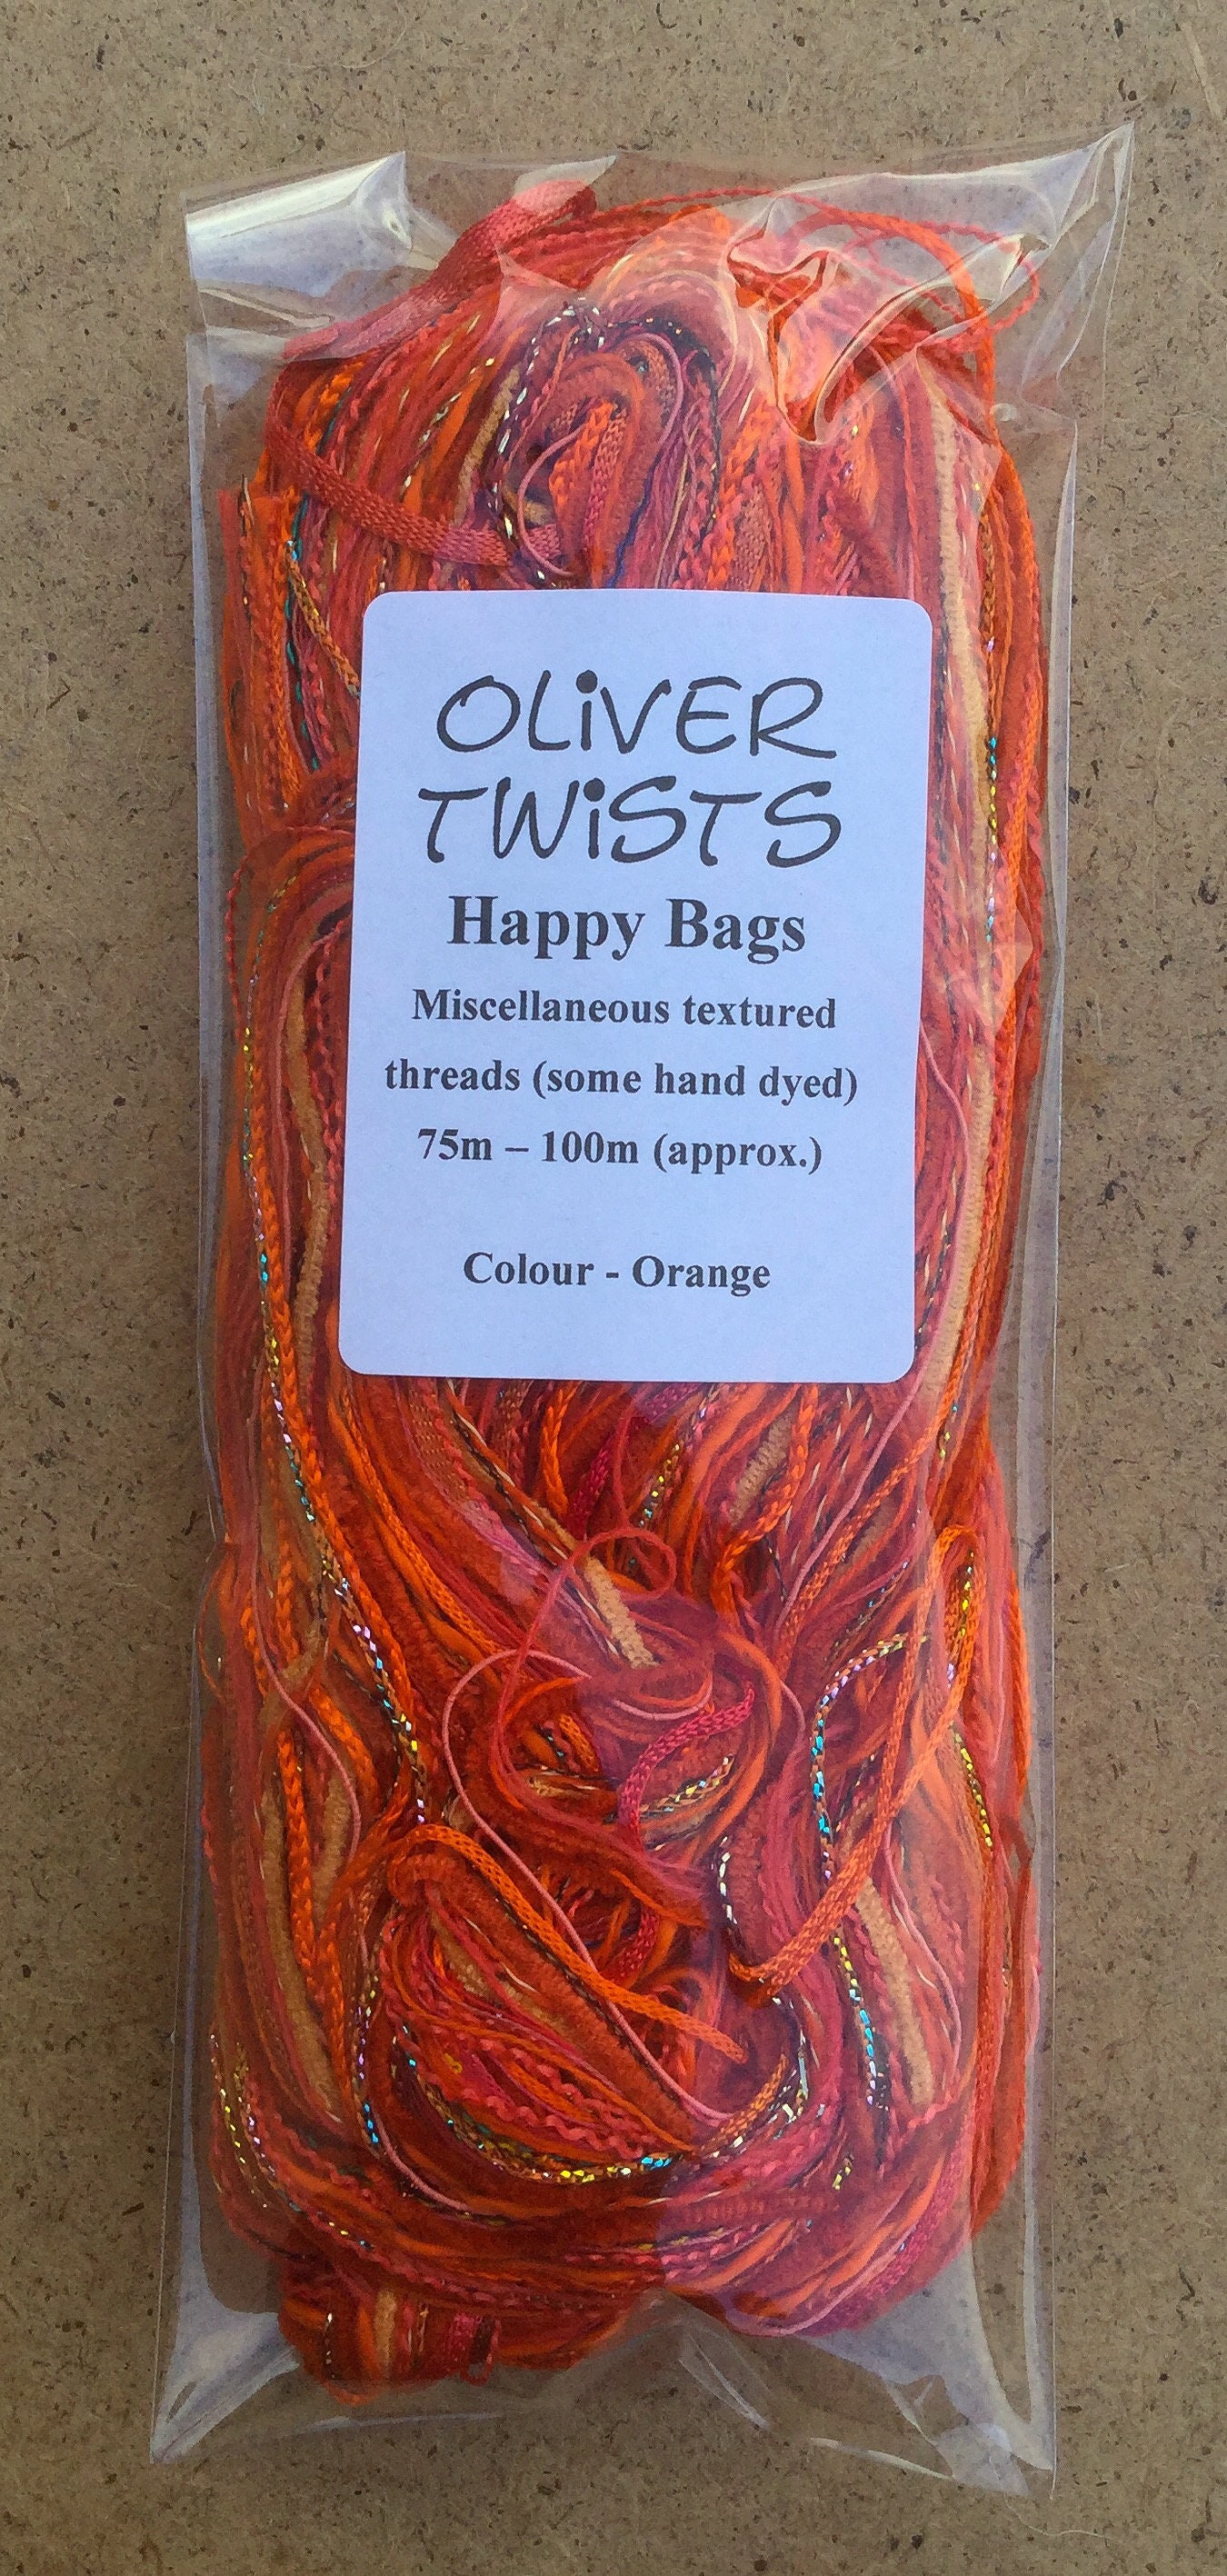 OLiVER
TWiSTS
Happy Bags
Miscellaneous textured
threads (some hand dyed)
75m – 100m (approx.)
Colour - Orange